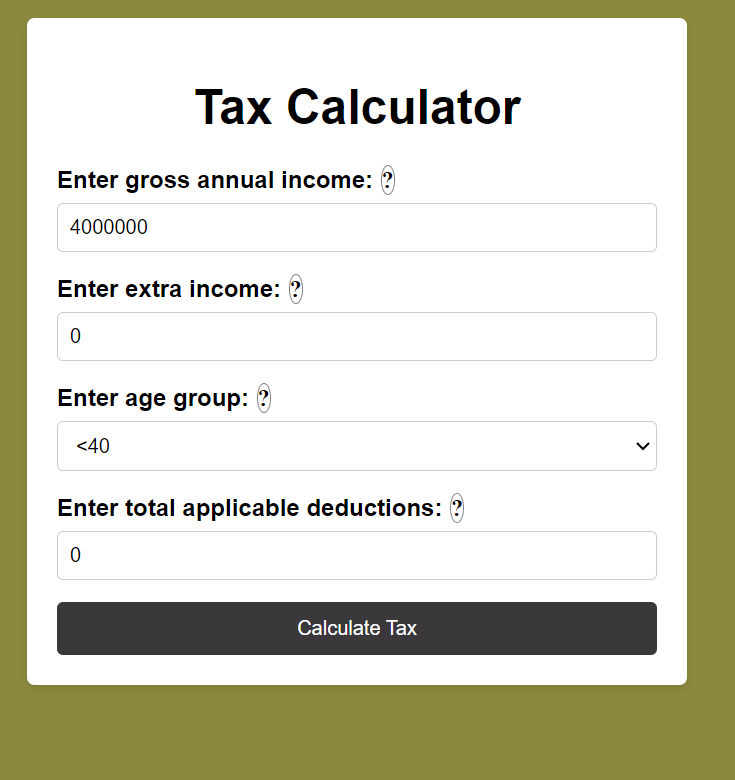 Tax Calculator
Enter gross annual income: ?
4000000
Enter extra income: ?
0
Enter age group: ?
<40
Enter total applicable deductions: ?
0
Calculate Tax